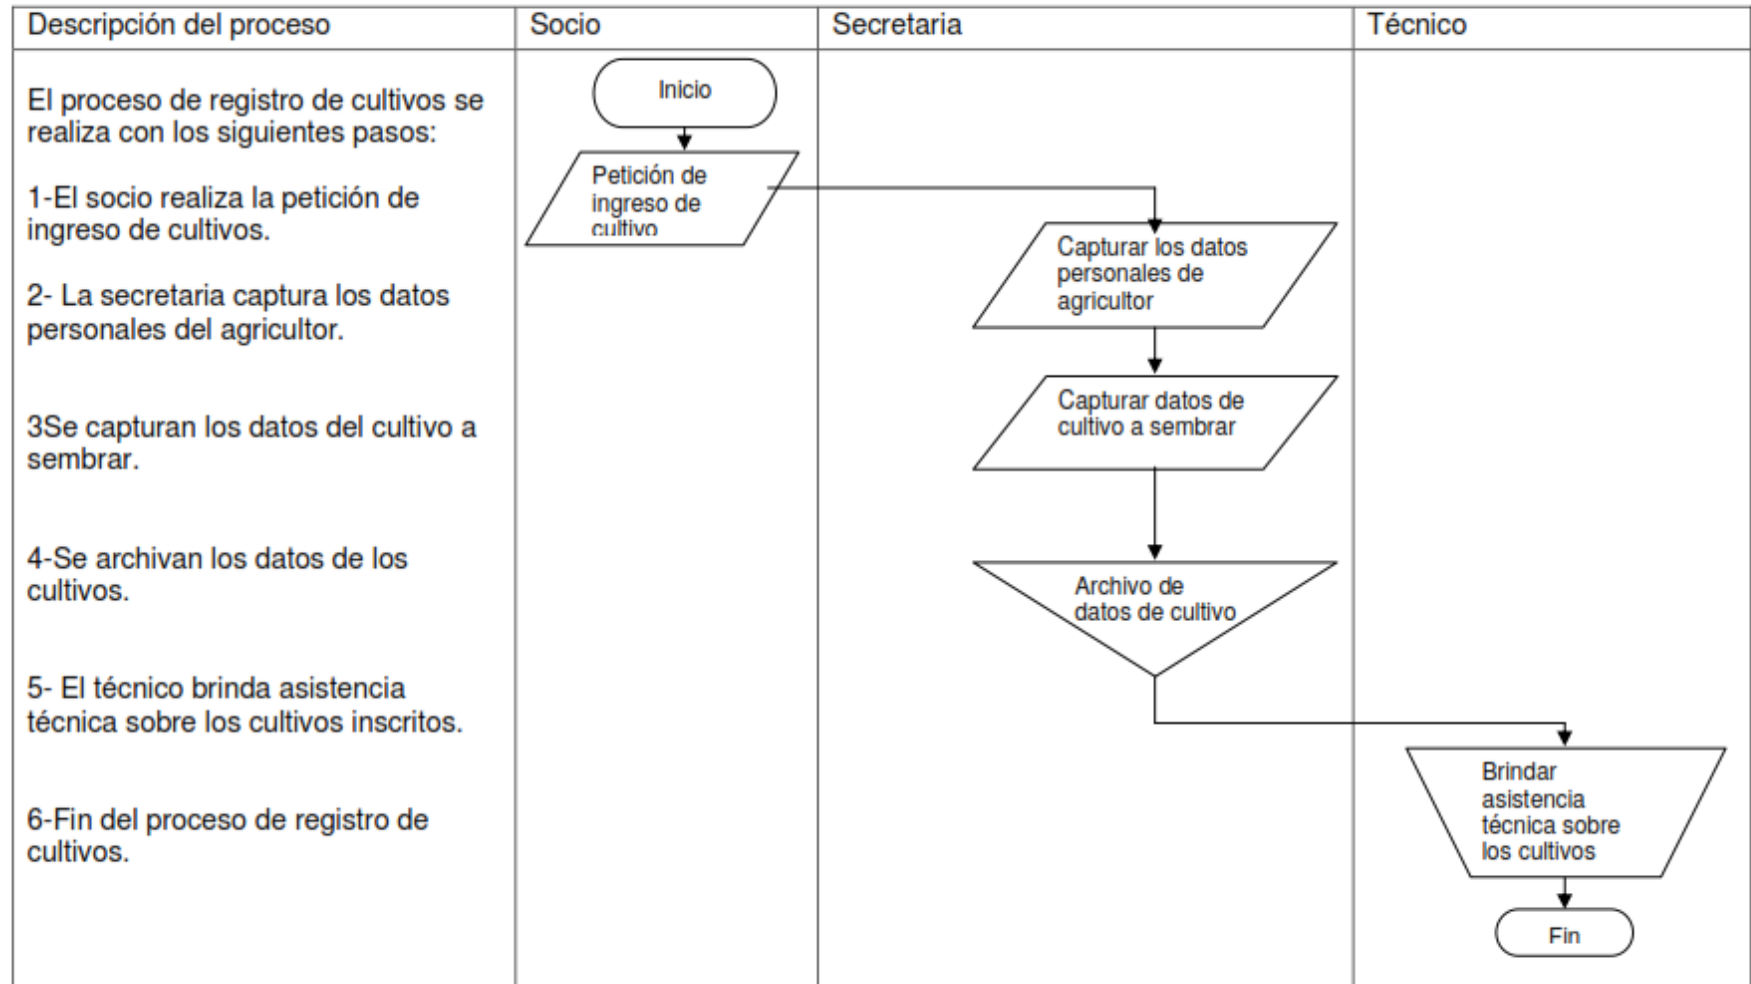 Descripción del proceso
Socio
Secretaria
Técnico
El proceso de registro de cultivos se
realiza con los siguientes pasos:
1-El socio realiza la petición de
ingreso de cultivos.
2- La secretaria captura los datos
personales del agricultor.
3Se capturan los datos del cultivo a
sembrar.
4-Se archivan los datos de los
cultivos.
5- El técnico brinda asistencia
técnica sobre los cultivos inscritos.
6-Fin del proceso de registro de
cultivos.
Inicio
Petición de
ingreso de
cultivo
Capturar los datos
personales de
agricultor
Capturar datos de
cultivo a sembrar
Archivo de
datos de cultivo
Brindar
asistencia
técnica sobre
los cultivos
Fin